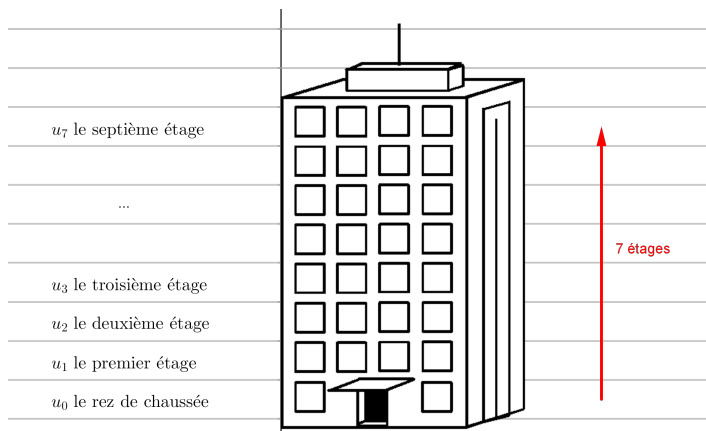 u₇ le septième étage
...
7 étages
u₃ le troisième étage
u₂ le deuxième étage
u₁ le premier étage
u₀ le rez de chaussée